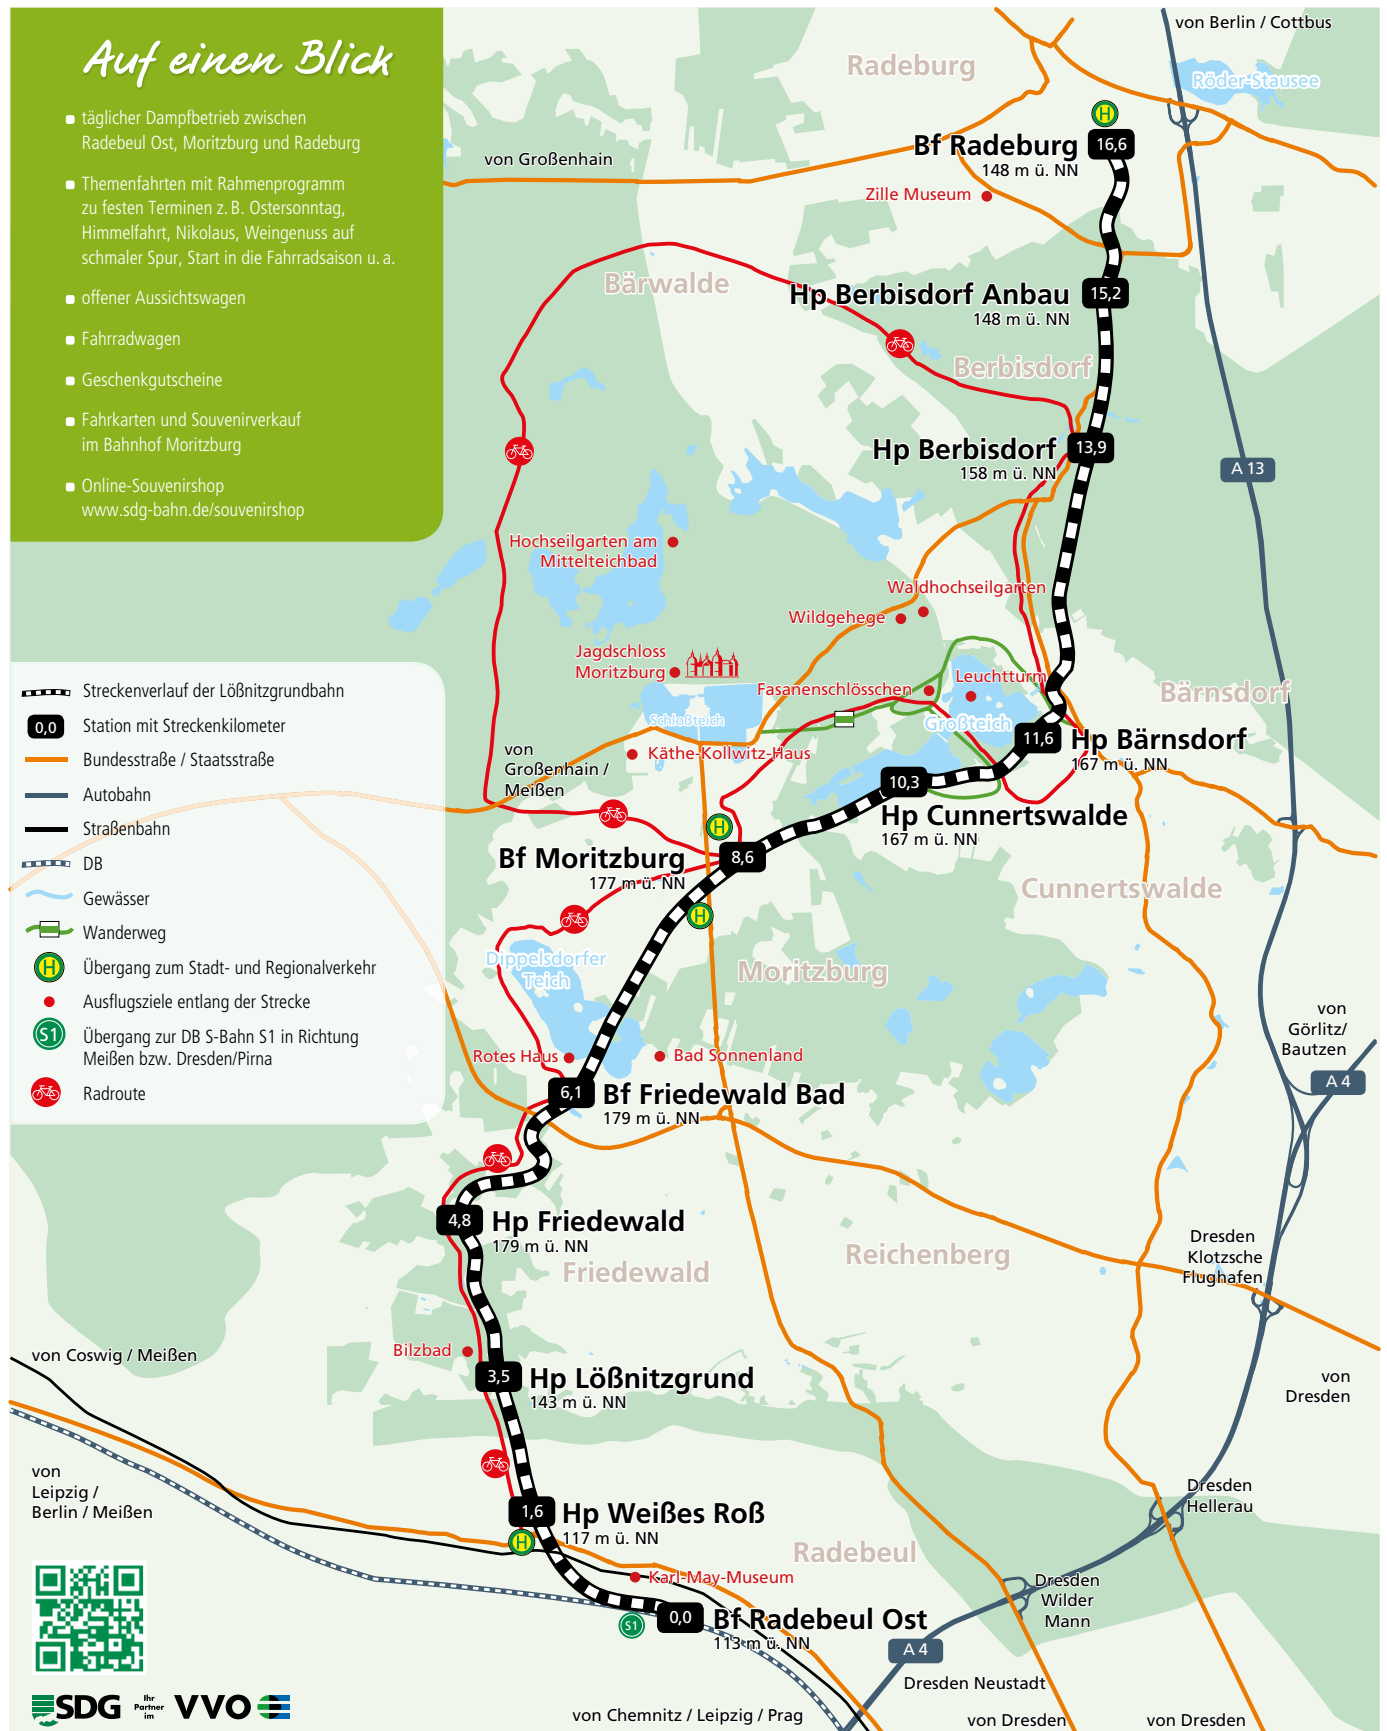 Auf einen Blick
täglicher Dampfbetrieb zwischen
Radebeul Ost, Moritzburg und Radeburg
Themenfahrten mit Rahmenprogramm
zu festen Terminen z. B. Ostersonntag,
Himmelfahrt, Nikolaus, Weingenuss auf
schmaler Spur, Start in die Fahrradsaison u. a.
offener Aussichtswagen
Fahrradwagen
Geschenkgutscheine
Fahrkarten und Souvenirverkauf
im Bahnhof Moritzburg
Online-Souvenirshop
www.sdg-bahn.de/souvenirshop
Streckenverlauf der Lößnitzgrundbahn
0,0 Station mit Streckenkilometer
Bundesstraße / Staatsstraße
Autobahn
Straßenbahn
DB
Gewässer
Wanderweg
H Übergang zum Stadt- und Regionalverkehr
Ausflugsziele entlang der Strecke
S1 Übergang zur DB S-Bahn S1 in Richtung
Meißen bzw. Dresden/Pirna
Radroute
von Berlin / Cottbus
Radeburg
Röder-Stausee
H
Bf Radeburg 16,6
148 m ü. NN
von Großenhain
Zille Museum
Bärwalde
Hp Berbisdorf Anbau 15,2
148 m ü. NN
Berbisdorf
Hp Berbisdorf 13,9
158 m ü. NN
A 13
Hochseilgarten am
Mittelteichbad
Waldhochseilgarten
Wildgehege
Jagdschloss
Moritzburg
Fasanenschlösschen
Leuchtturm
Bärnsdorf
Schloßteich
Großteich
11,6 Hp Bärnsdorf
167 m ü. NN
Käthe-Kollwitz-Haus
von
Großenhain /
Meißen
10,3
Hp Cunnertswalde
167 m ü. NN
H
Bf Moritzburg 8,6
177 m ü. NN
Cunnertswalde
H
Dippelsdorfer
Teich
Moritzburg
von
Görlitz/
Bautzen
A 4
Rotes Haus
Bad Sonnenland
6,1 Bf Friedewald Bad
179 m ü. NN
4,8 Hp Friedewald
179 m ü. NN
Friedewald
Reichenberg
Dresden
Klotzsche
Flughafen
Bilzbad
von Coswig / Meißen
3,5 Hp Lößnitzgrund
143 m ü. NN
von
Dresden
von
Leipzig /
Berlin / Meißen
Dresden
Hellerau
1,6 Hp Weißes Roß
117 m ü. NN
H
Radebeul
Karl-May-Museum
Dresden
Wilder
Mann
S1
0,0 Bf Radebeul Ost
113 m ü. NN
A 4
Dresden Neustadt
von Chemnitz / Leipzig / Prag
von Dresden
von Dresden
SDG
Ihr
Partner
im
VVO